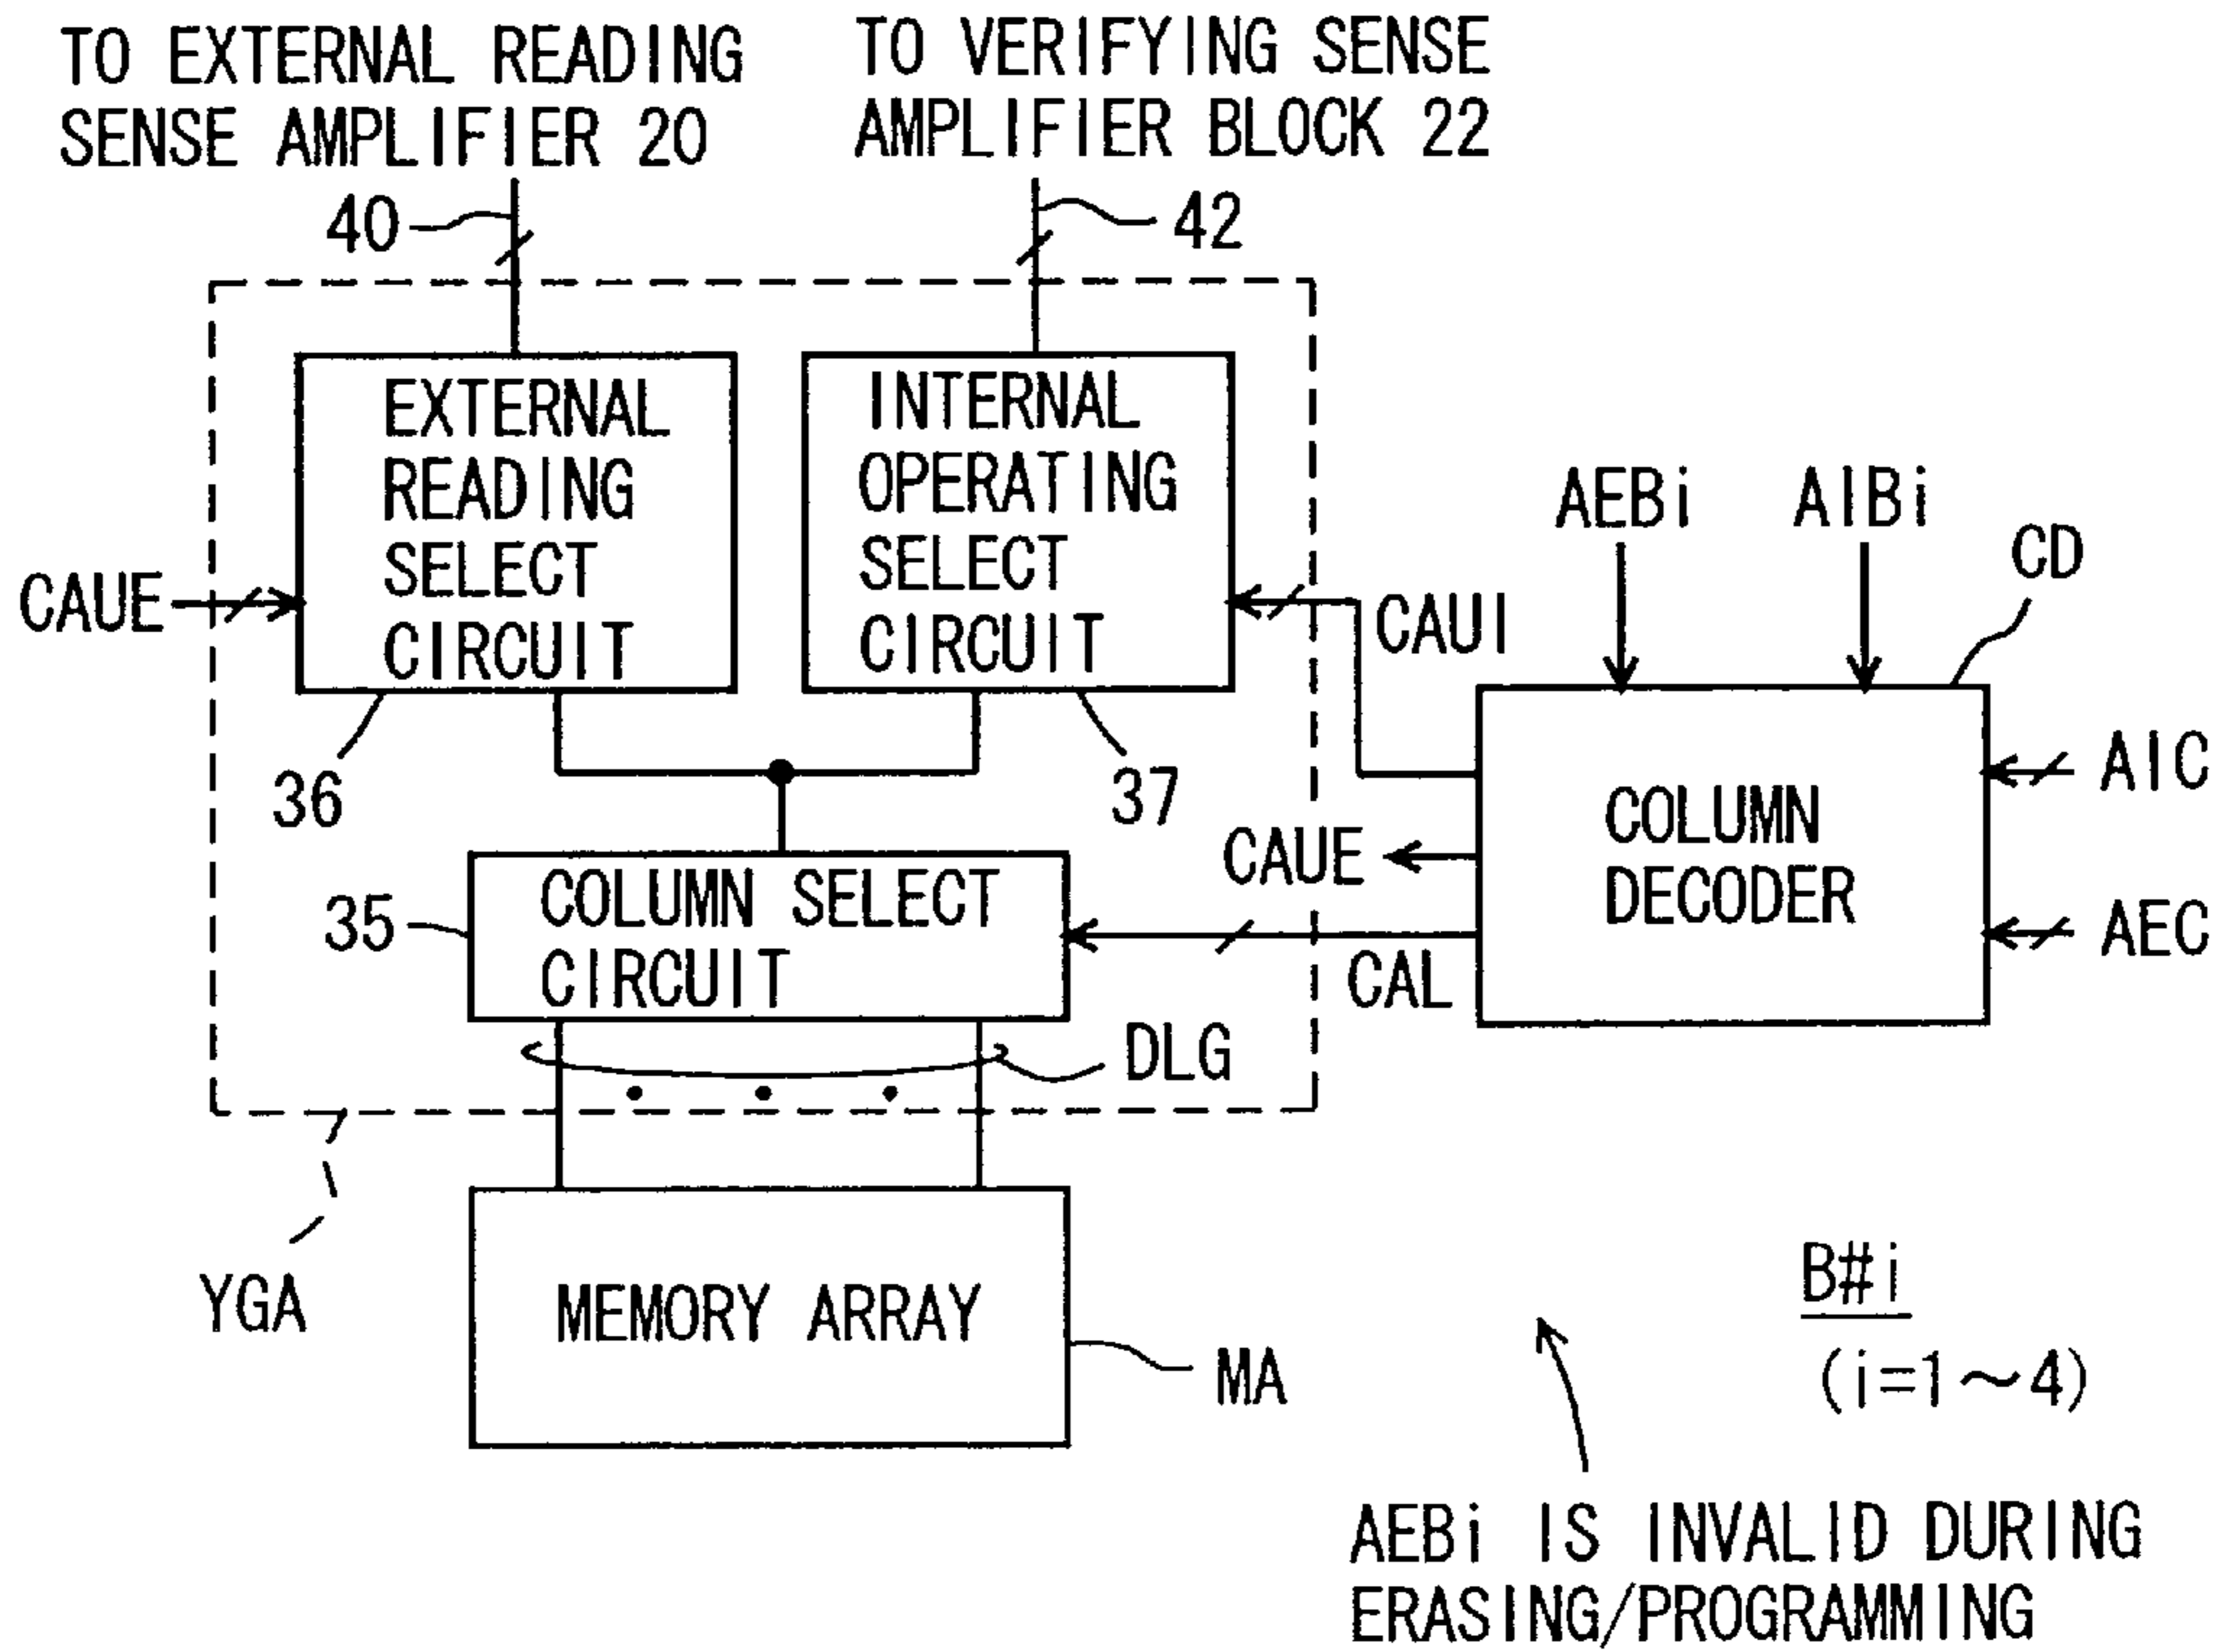 TO EXTERNAL READING
SENSE AMPLIFIER 20
TO VERIFYING SENSE
AMPLIFIER BLOCK 22
40
42
EXTERNAL
READING
SELECT
CIRCUIT
INTERNAL
OPERATING
SELECT
CIRCUIT
AEBi
AIBi
CD
CAUE
CAUI
36
37
AIC
COLUMN
DECODER
CAUE
35
COLUMN SELECT
CIRCUIT
AEC
CAL
DLG
YGA
MEMORY ARRAY
MA
B#i
(i=1~4)
AEBi IS INVALID DURING
ERASING/PROGRAMMING